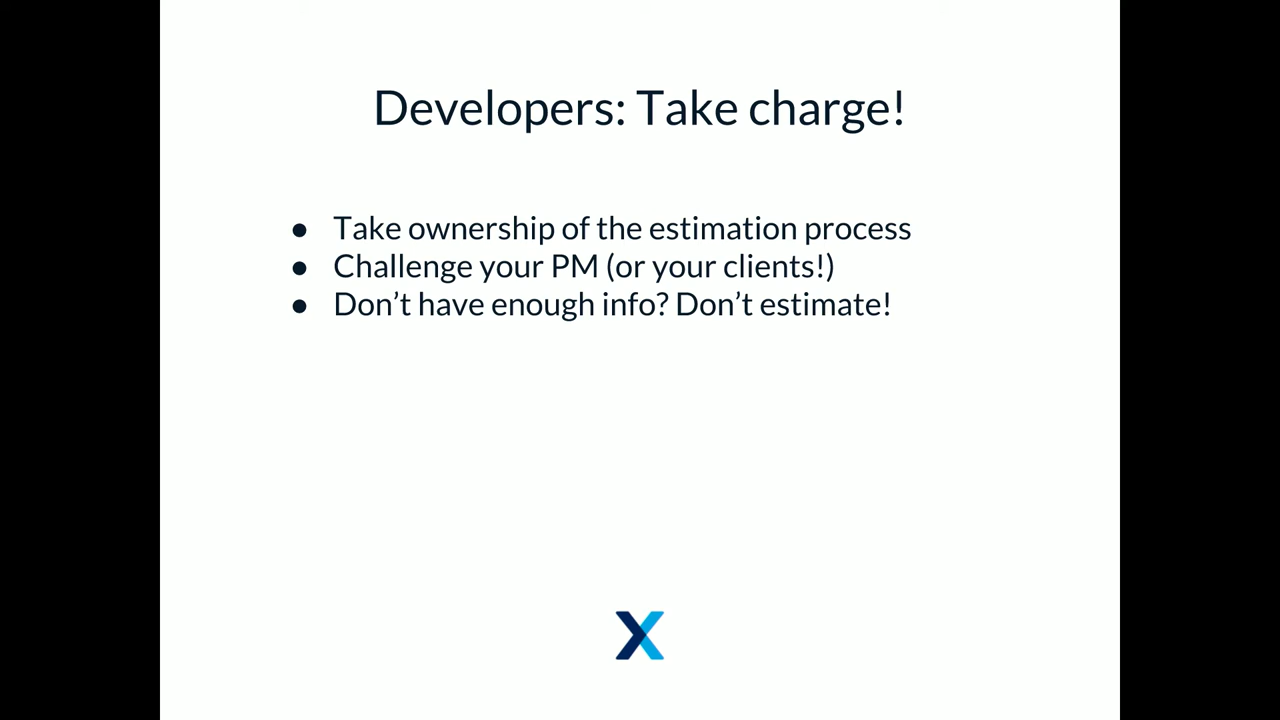 Developers: Take charge!
● Take ownership of the estimation process
● Challenge your PM (or your clients!)
● Don’t have enough info? Don’t estimate!